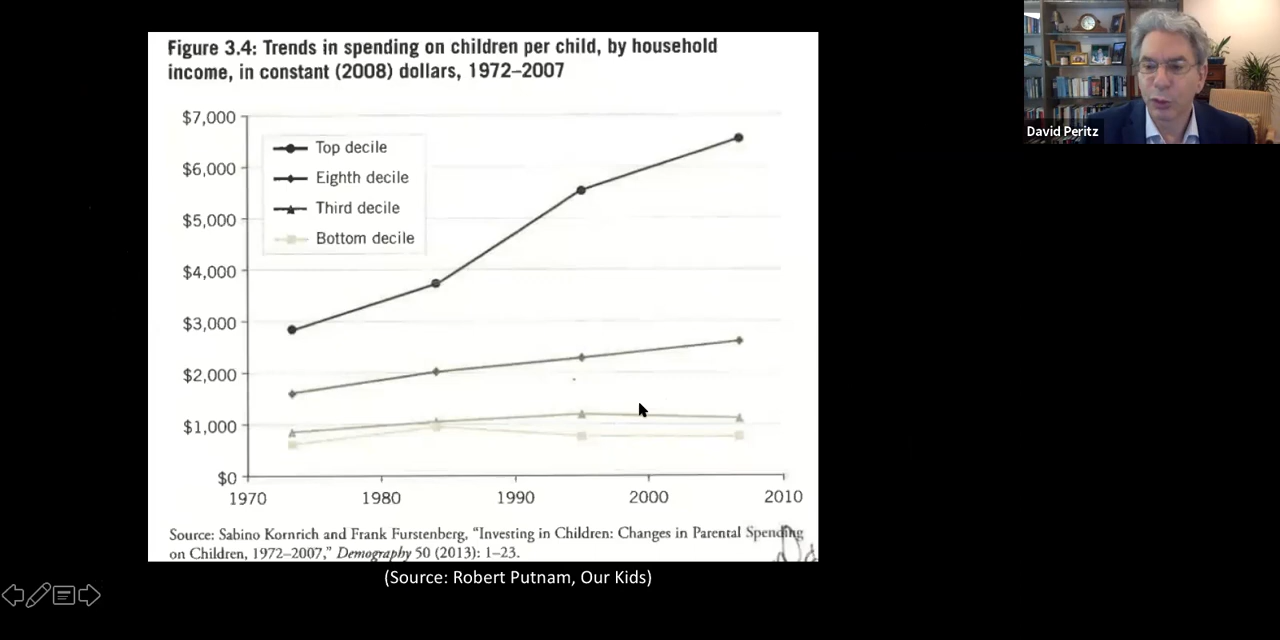 Figure 3.4: Trends in spending on children per child, by household
income, in constant (2008) dollars, 1972–2007
$7,000
$6,000
$5,000
$4,000
$3,000
$2,000
$1,000
$0
Top decile
Eighth decile
Third decile
Bottom decile
1970 1980 1990 2000 2010
Source: Sabino Kornrich and Frank Furstenberg, “Investing in Children: Changes in Parental Spending
on Children, 1972–2007,” Demography 50 (2013): 1–23.
(Source: Robert Putnam, Our Kids)
David Peritz